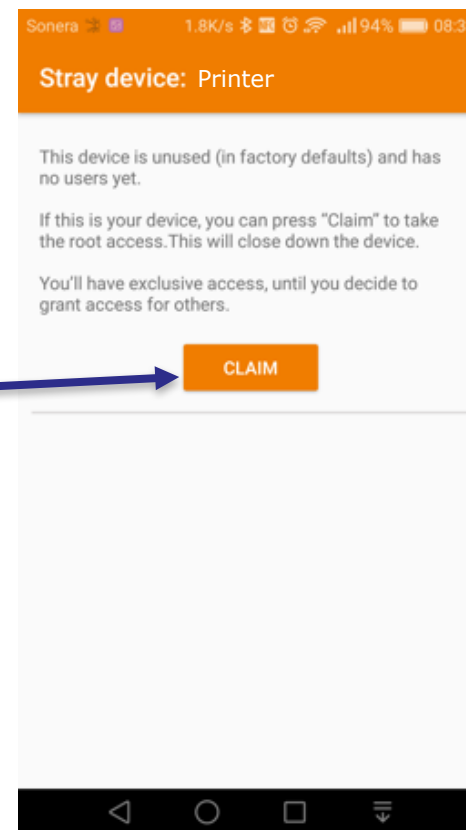 Sonera 1.8K/s 94% 08:3
Stray device: Printer
This device is unused (in factory defaults) and has
no users yet.
If this is your device, you can press “Claim” to take
the root access.This will close down the device.
You'll have exclusive access, until you decide to
grant access for others.
CLAIM